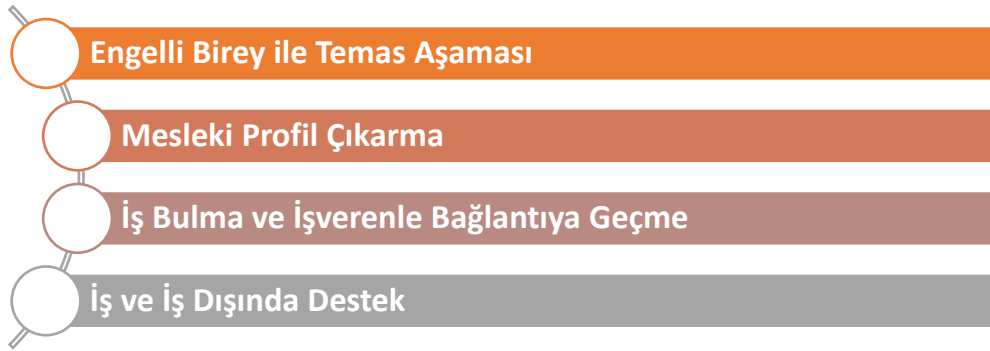 Engelli Birey ile Temas Aşaması
Mesleki Profil Çıkarma
İş Bulma ve İşverenle Bağlantıya Geçme
İş ve İş Dışında Destek